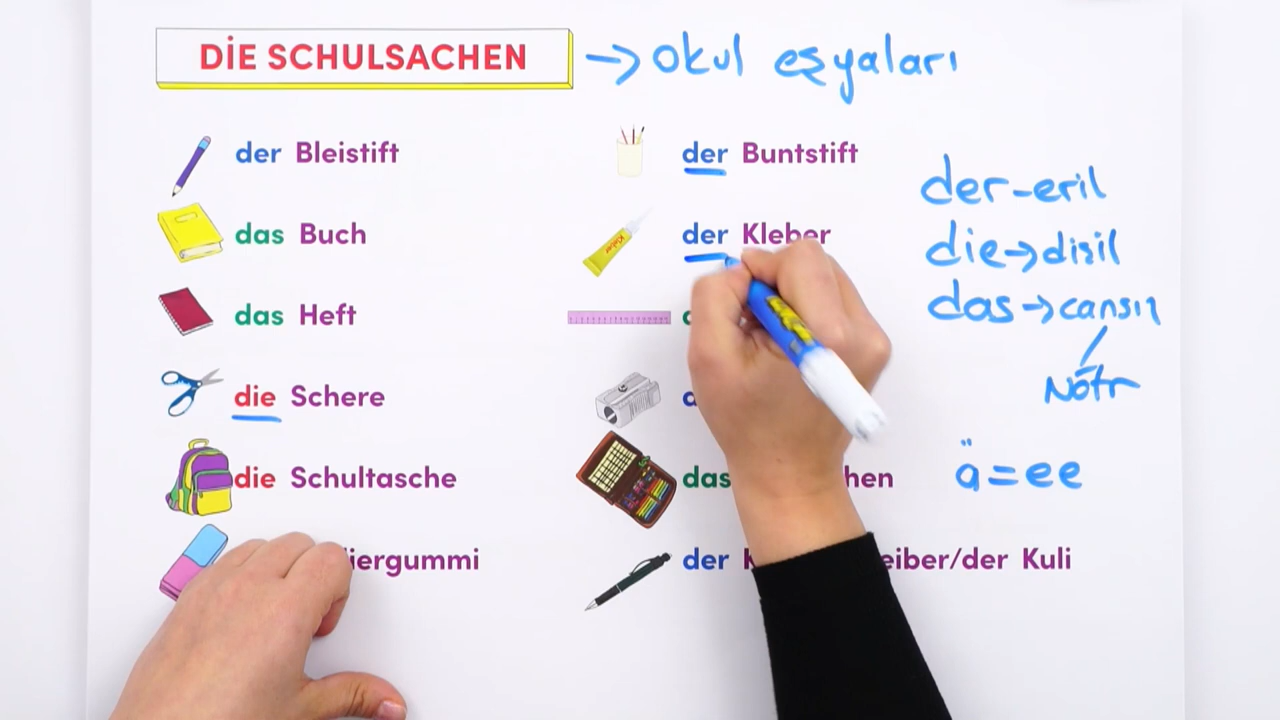 DİE SCHULSACHEN → okul eşyaları
der Bleistift
das Buch
das Heft
die Schere
die Schultasche
der Buntstift
der Kleber
das
der
der Kuli
der-eril
die→dişil
das→cansız
Nötr
ä=ee